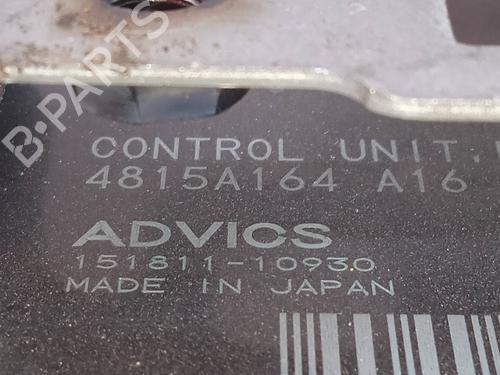 B-PARTS
CONTROL UNIT,
4815A164 A16
ADVICS
151811-10930
MADE IN JAPAN